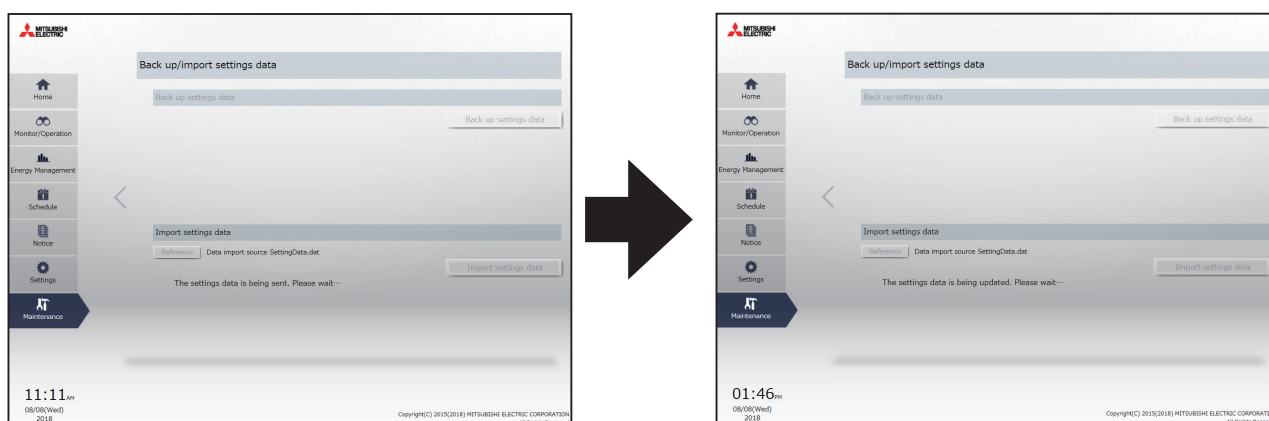 MITSUBISHI
ELECTRIC
Back up/import settings data
Home
Back up settings data
Back up settings data
Monitor/Operation
Energy Management
Schedule
Import settings data
Notice
Reference Data import source SettingData.dat
Import settings data
Settings
The settings data is being sent. Please wait···
Maintenance
11:11AM
08/08(Wed)
2018
Copyright(C) 2015(2018) MITSUBISHI ELECTRIC CORPORATION
MITSUBISHI
ELECTRIC
Back up/import settings data
Home
Back up settings data
Back up settings data
Monitor/Operation
Energy Management
Schedule
Import settings data
Notice
Reference Data import source SettingData.dat
Import settings data
Settings
The settings data is being updated. Please wait···
Maintenance
01:46PM
08/08(Wed)
2018
Copyright(C) 2015(2018) MITSUBISHI ELECTRIC CORPORATI